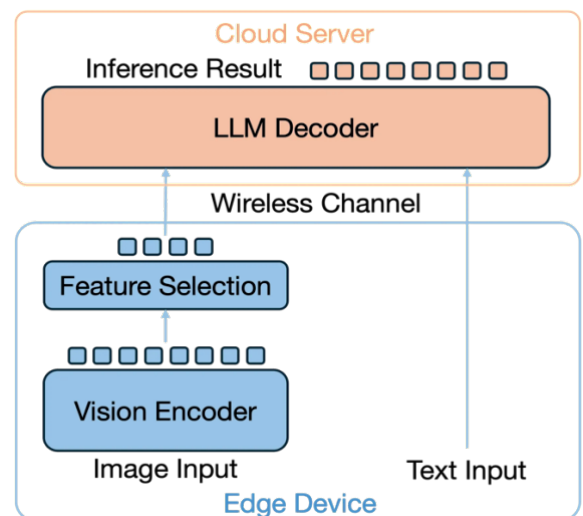 Cloud Server
Inference Result
LLM Decoder
Wireless Channel
Feature Selection
Vision Encoder
Image Input
Text Input
Edge Device